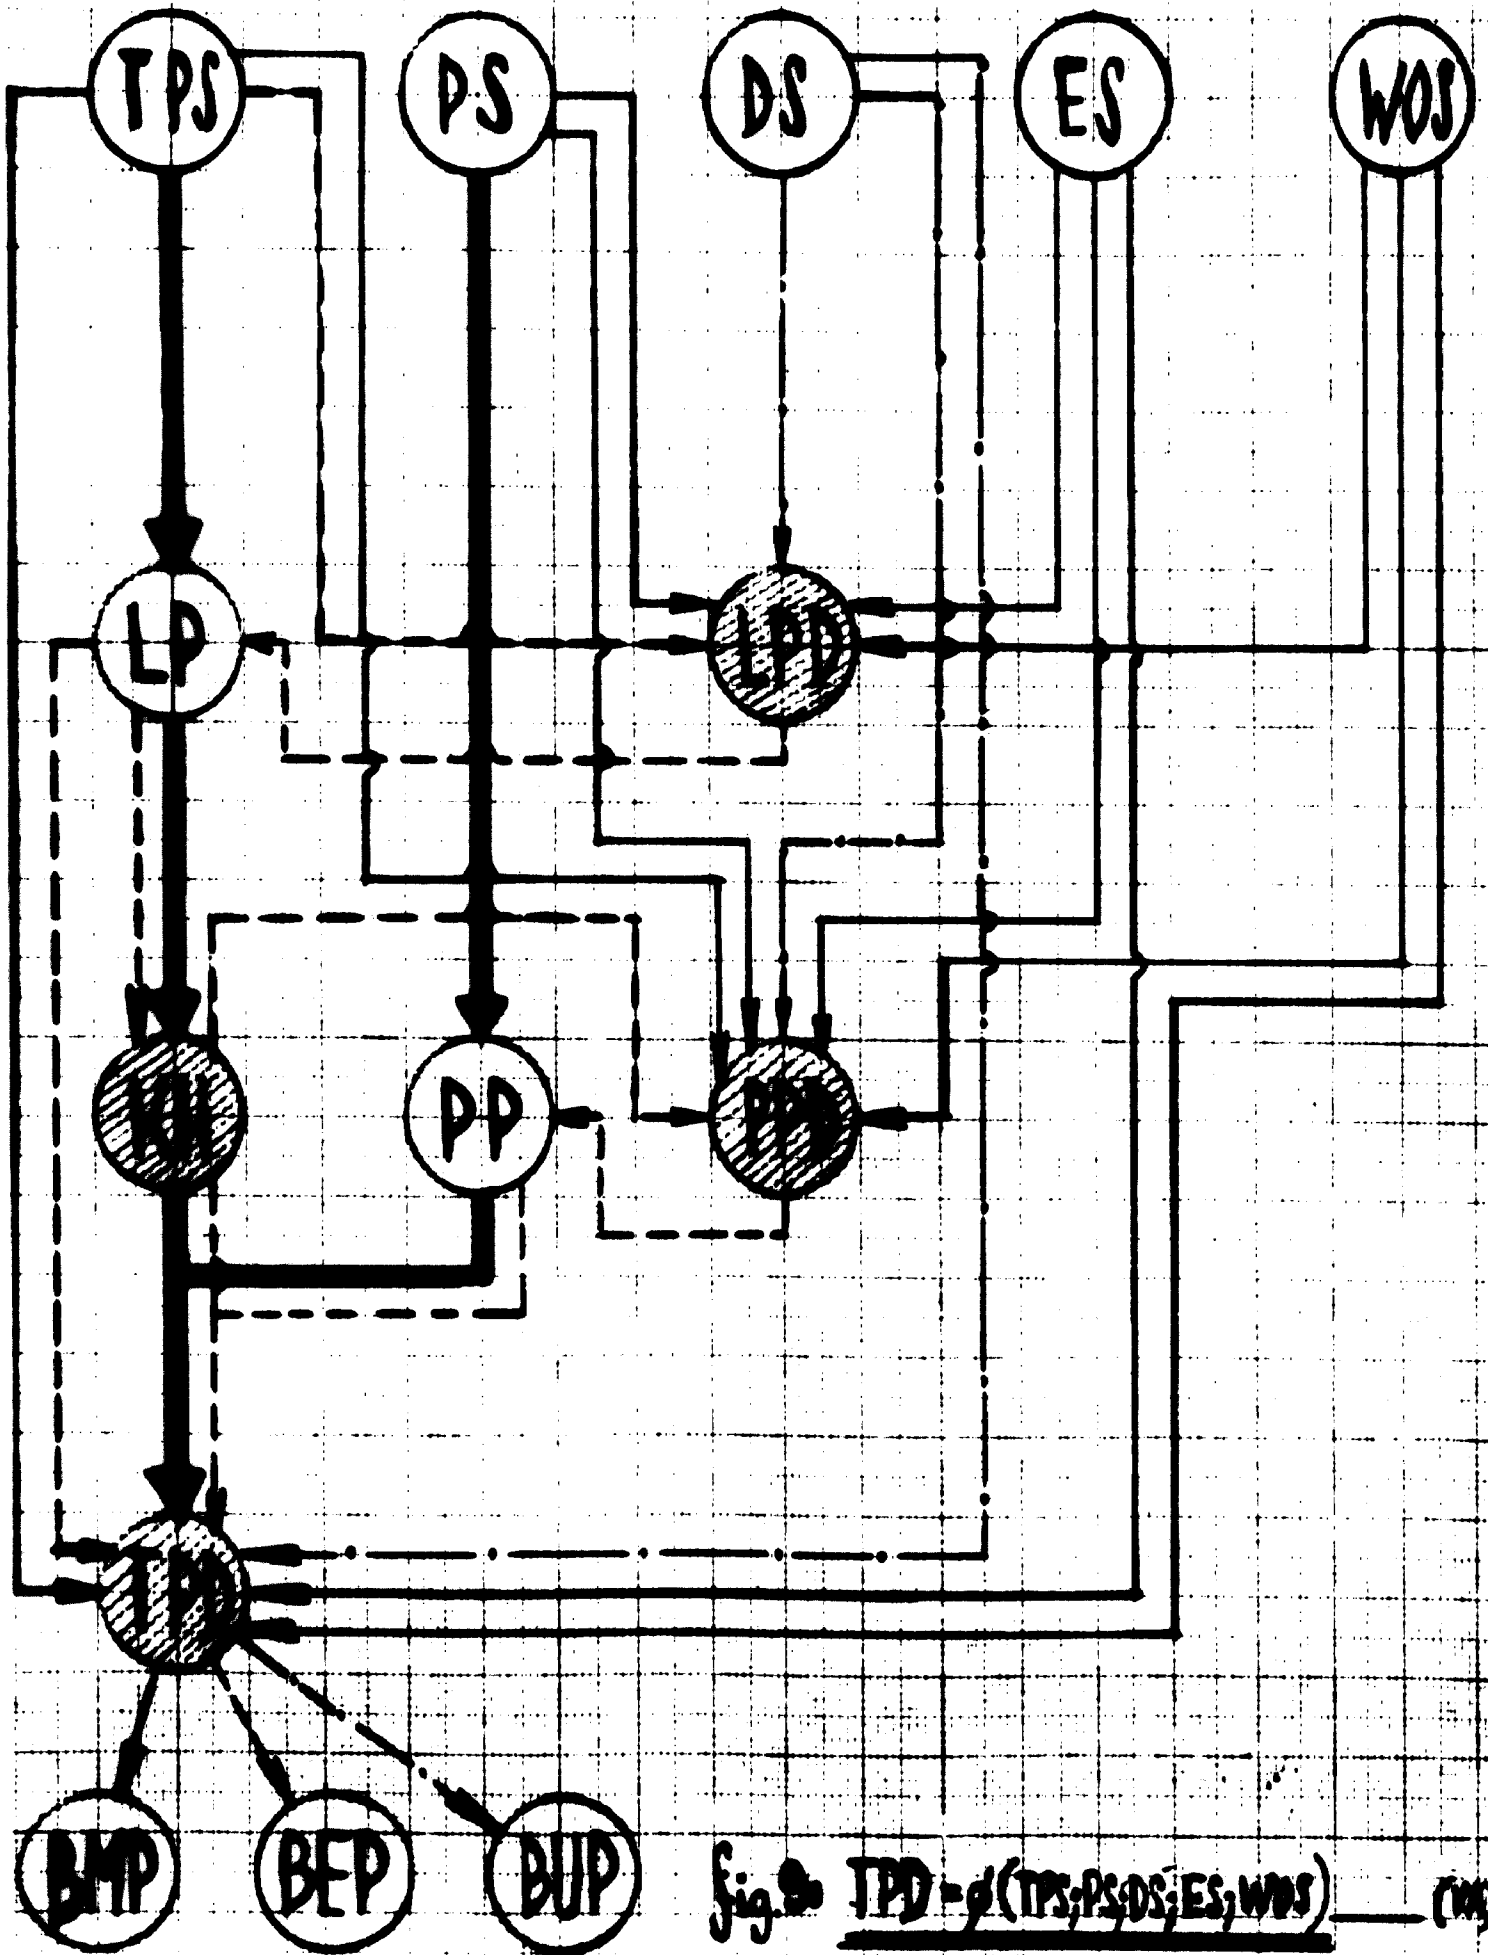 TPS PS DS ES WOS
LP LPD
PP
TPD
BMP BEP BUP
fig. TPD = ø (TPS; PS; DS; ES; WOS)